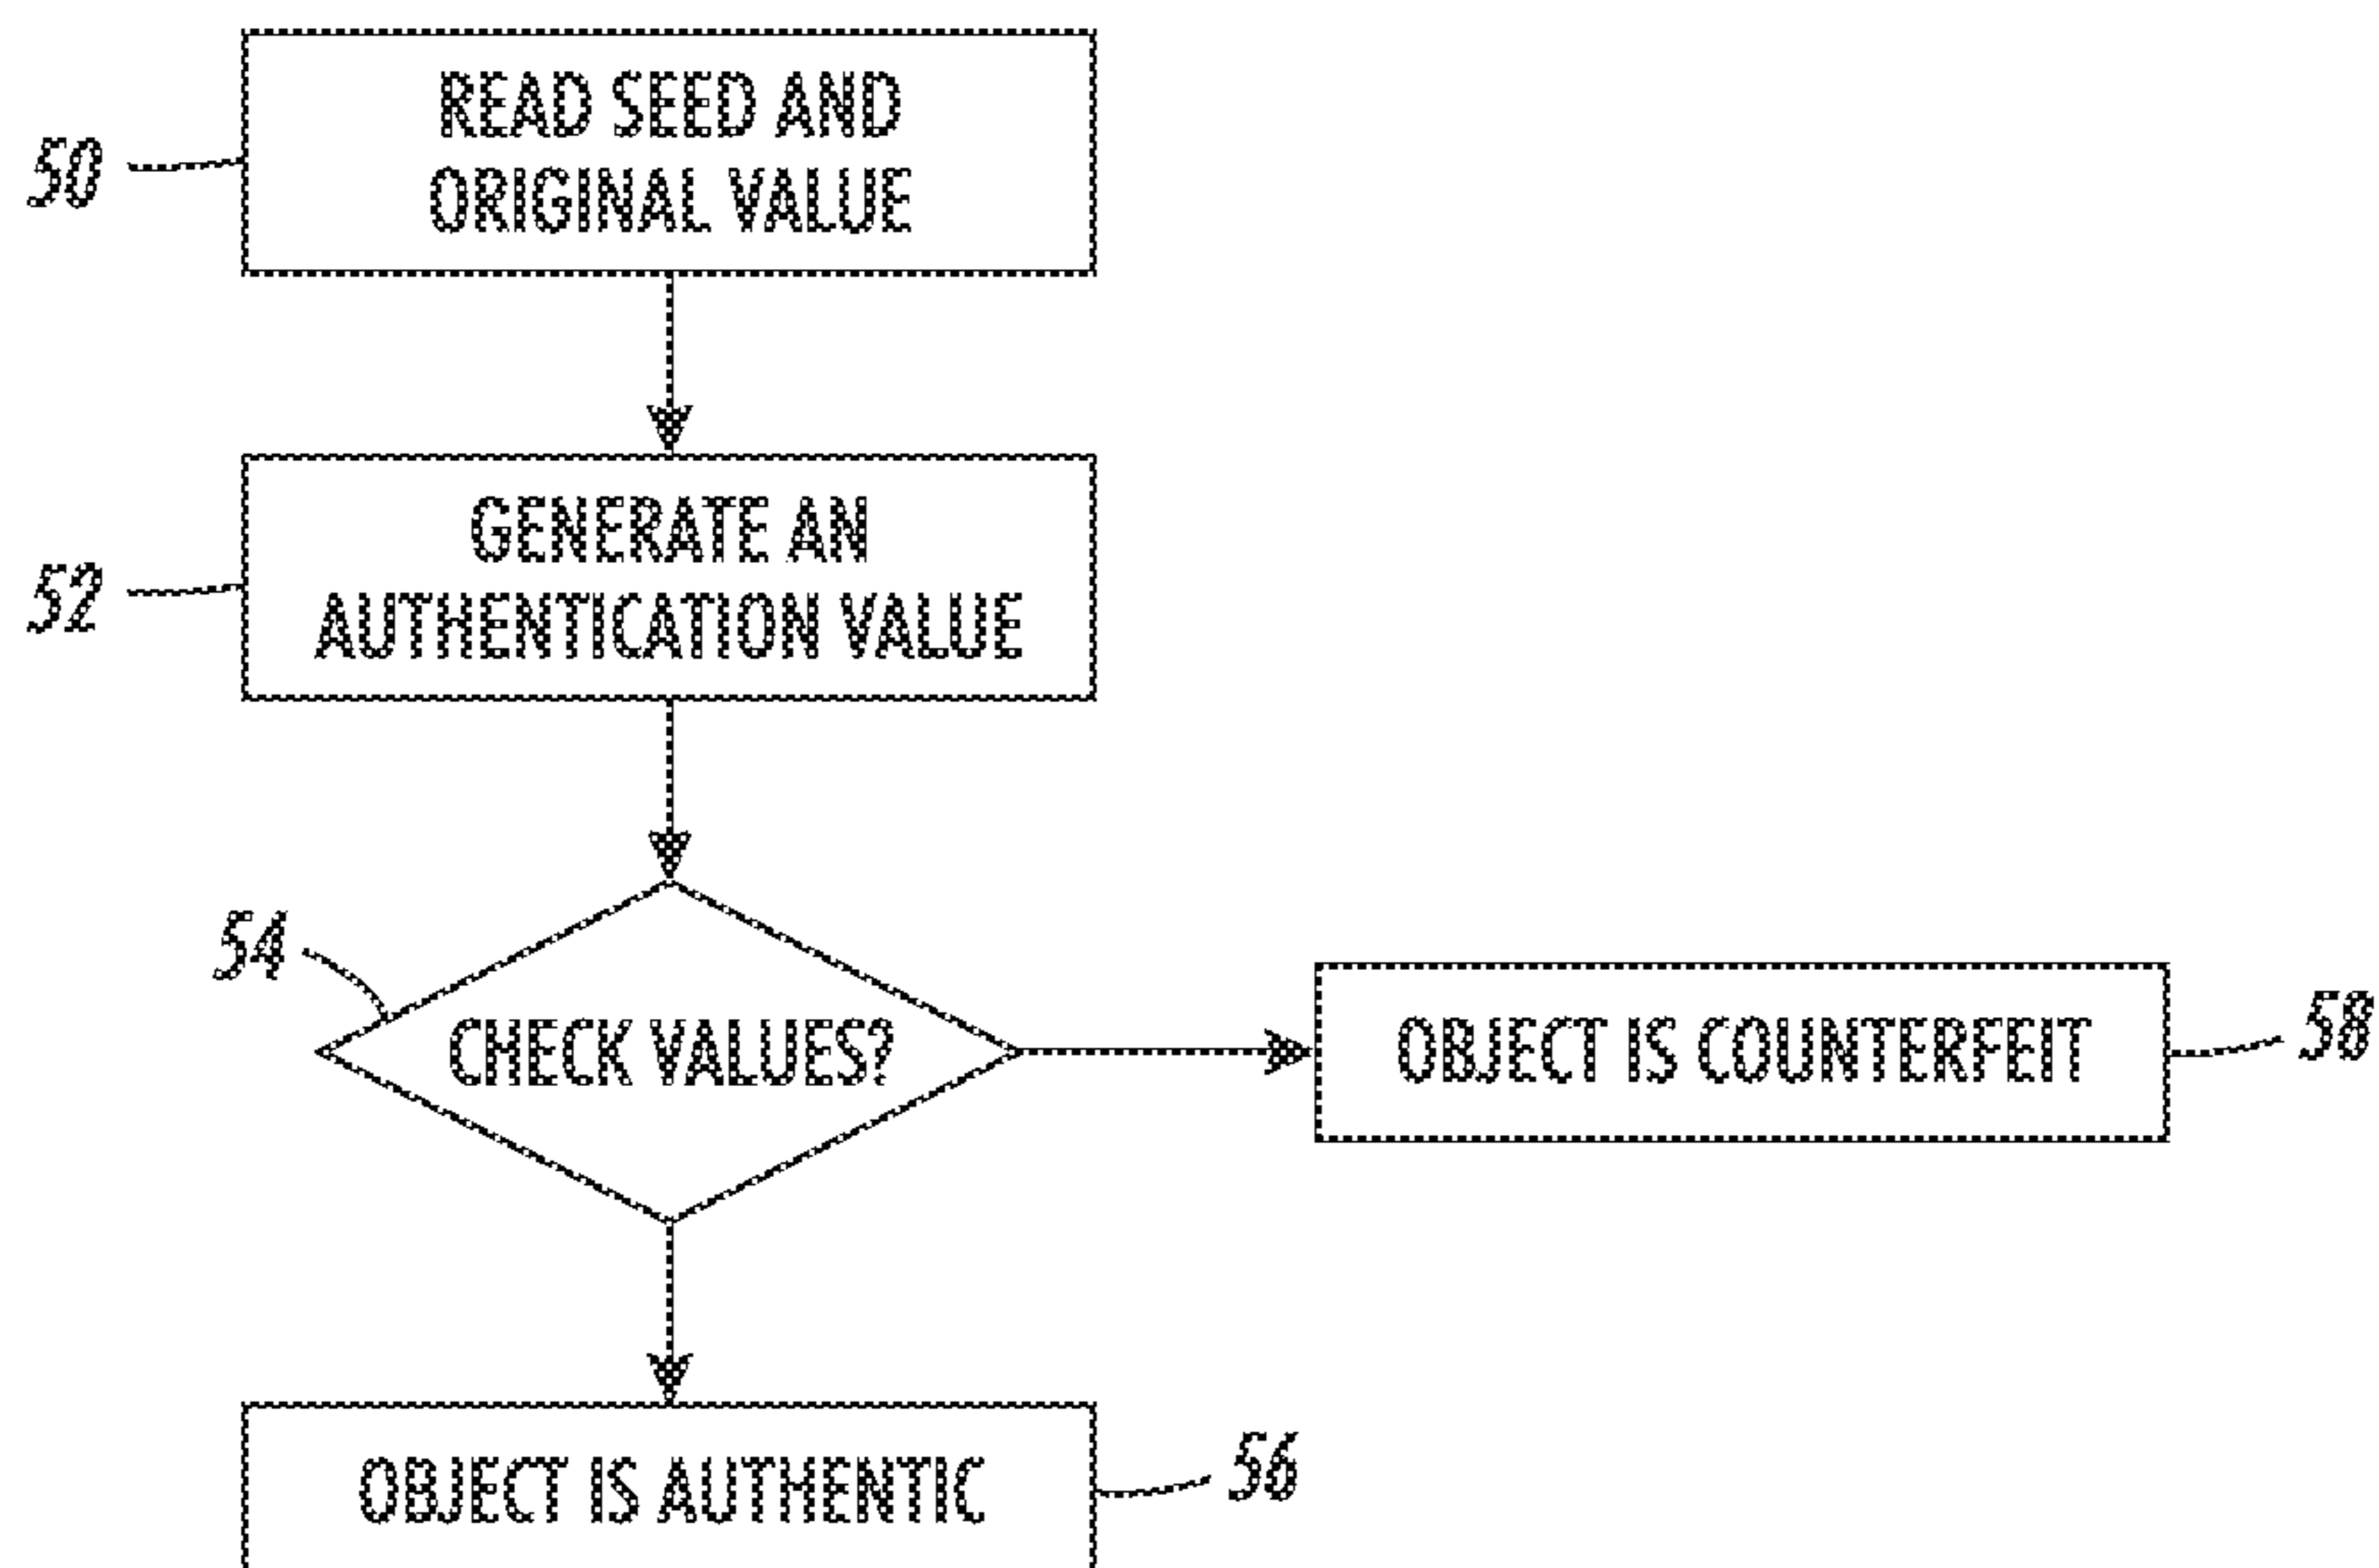 50
READ SEED AND
ORIGINAL VALUE
52
GENERATE AN
AUTHENTICATION VALUE
54
CHECK VALUES?
OBJECT IS COUNTERFEIT
58
OBJECT IS AUTHENTIC
56